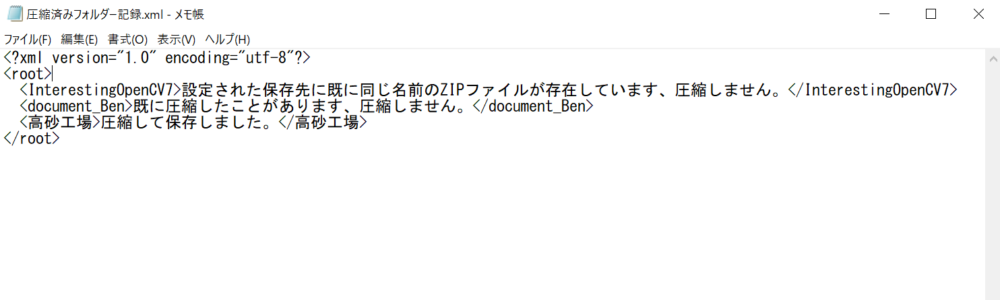 圧縮済みフォルダー記録.xml - メモ帳
ファイル(F) 編集(E) 書式(O) 表示(V) ヘルプ(H)
<?xml version="1.0" encoding="utf-8"?>
<root>
<InterestingOpenCV7>設定された保存先に既に同じ名前のZIPファイルが存在しています、圧縮しません。</InterestingOpenCV7>
<document_Ben>既に圧縮したことがあります、圧縮しません。</document_Ben>
<高砂工場>圧縮して保存しました。</高砂工場>
</root>